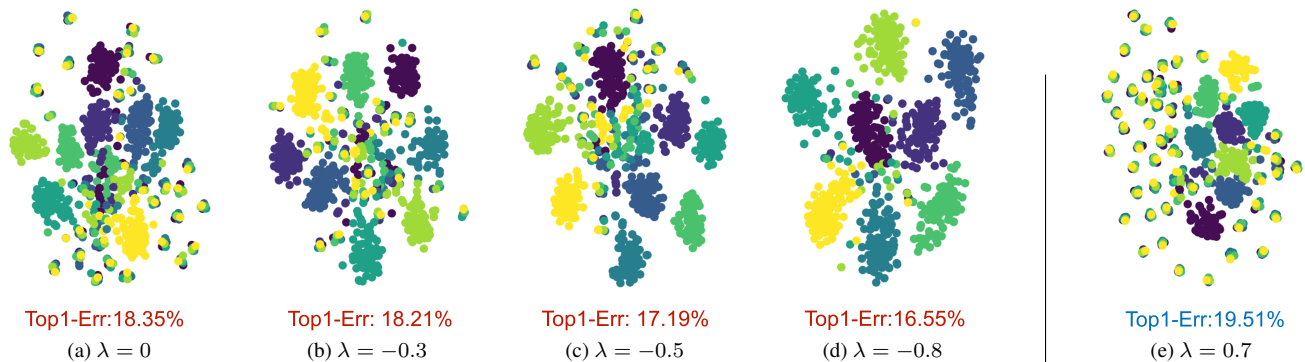 Top1-Err:18.35% Top1-Err: 18.21% Top1-Err: 17.19% Top1-Err:16.55% Top1-Err:19.51%
(a) λ = 0 (b) λ = −0.3 (c) λ = −0.5 (d) λ = −0.8 (e) λ = 0.7